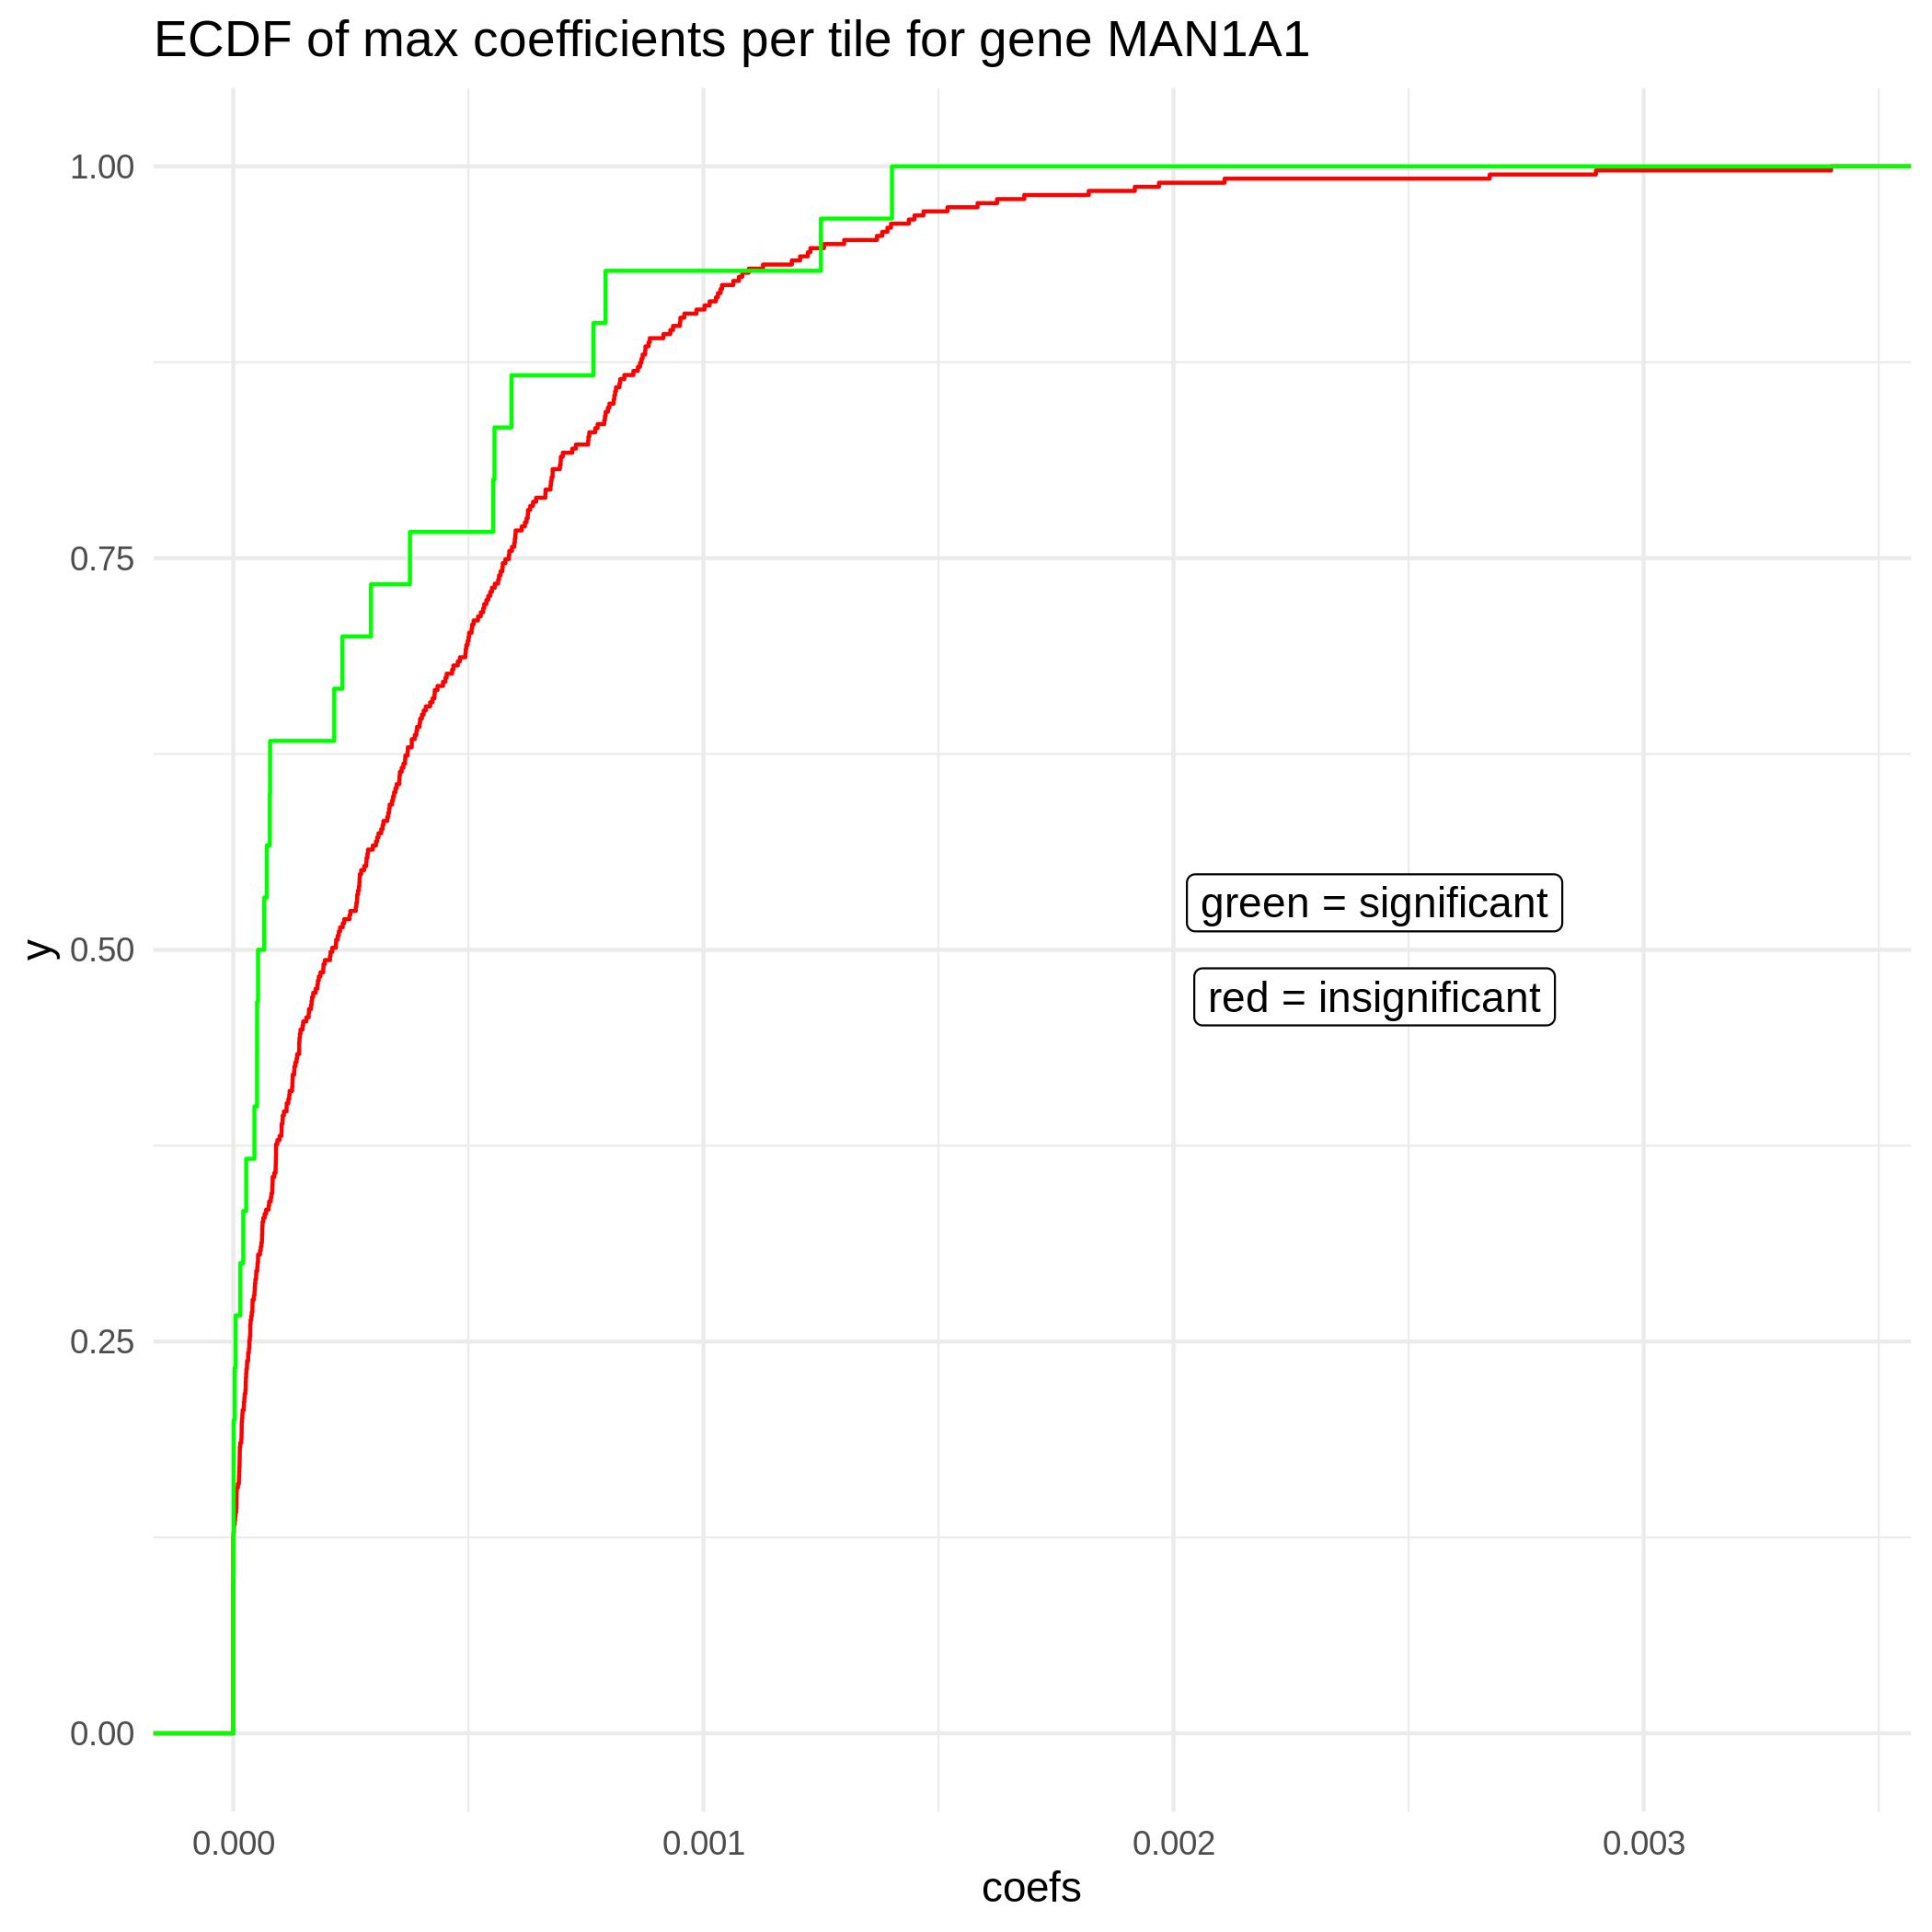 ECDF of max coefficients per tile for gene MAN1A1
1.00
0.75
0.50
0.25
0.00
y
green = significant
red = insignificant
0.000 0.001 0.002 0.003
coefs